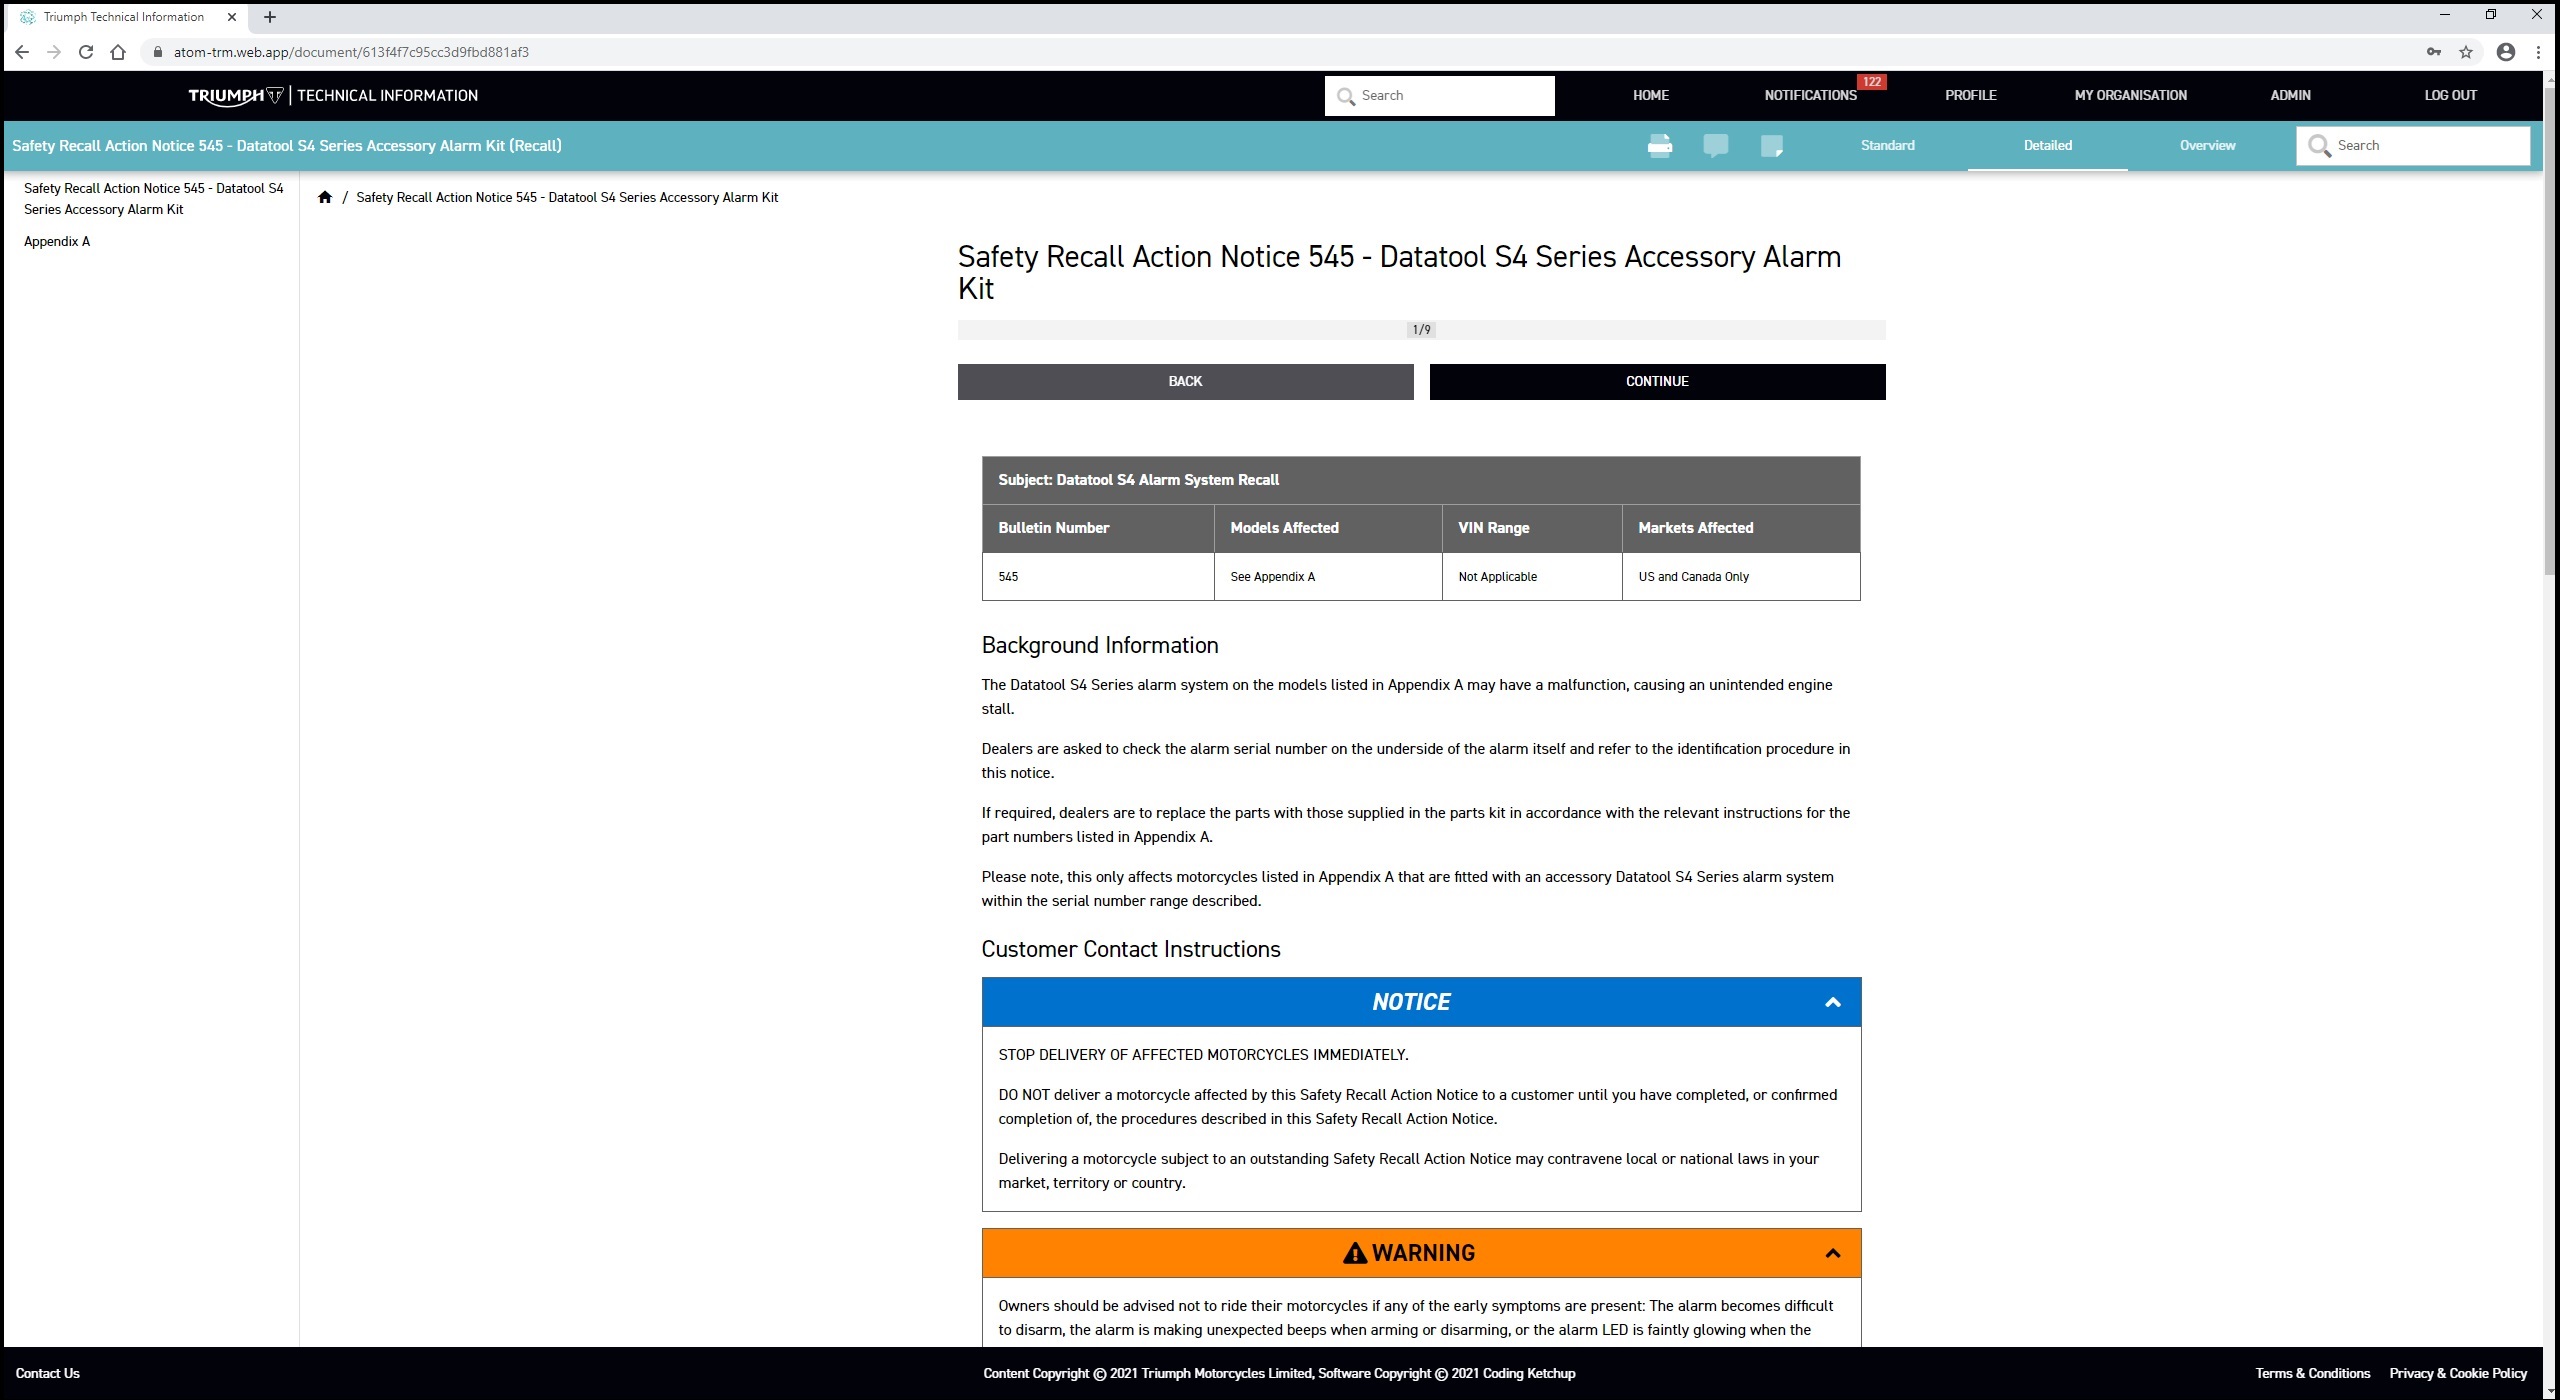 Triumph Technical Information
atom-trm.web.app/document/613f4f7c95cc3d9fbd881af3
TRIUMPH | TECHNICAL INFORMATION
Search
HOME
NOTIFICATIONS
122
PROFILE
MY ORGANISATION
ADMIN
LOG OUT
Safety Recall Action Notice 545 - Datatool S4 Series Accessory Alarm Kit (Recall)
Standard
Detailed
Overview
Search
Safety Recall Action Notice 545 - Datatool S4
Series Accessory Alarm Kit
Appendix A
/ Safety Recall Action Notice 545 - Datatool S4 Series Accessory Alarm Kit
Safety Recall Action Notice 545 - Datatool S4 Series Accessory Alarm
Kit
1/9
BACK
CONTINUE
Subject: Datatool S4 Alarm System Recall
Bulletin Number
Models Affected
VIN Range
Markets Affected
545
See Appendix A
Not Applicable
US and Canada Only
Background Information
The Datatool S4 Series alarm system on the models listed in Appendix A may have a malfunction, causing an unintended engine
stall.
Dealers are asked to check the alarm serial number on the underside of the alarm itself and refer to the identification procedure in
this notice.
If required, dealers are to replace the parts with those supplied in the parts kit in accordance with the relevant instructions for the
part numbers listed in Appendix A.
Please note, this only affects motorcycles listed in Appendix A that are fitted with an accessory Datatool S4 Series alarm system
within the serial number range described.
Customer Contact Instructions
NOTICE
STOP DELIVERY OF AFFECTED MOTORCYCLES IMMEDIATELY.
DO NOT deliver a motorcycle affected by this Safety Recall Action Notice to a customer until you have completed, or confirmed
completion of, the procedures described in this Safety Recall Action Notice.
Delivering a motorcycle subject to an outstanding Safety Recall Action Notice may contravene local or national laws in your
market, territory or country.
WARNING
Owners should be advised not to ride their motorcycles if any of the early symptoms are present: The alarm becomes difficult
to disarm, the alarm is making unexpected beeps when arming or disarming, or the alarm LED is faintly glowing when the
Contact Us
Content Copyright © 2021 Triumph Motorcycles Limited, Software Copyright © 2021 Coding Ketchup
Terms & Conditions
Privacy & Cookie Policy